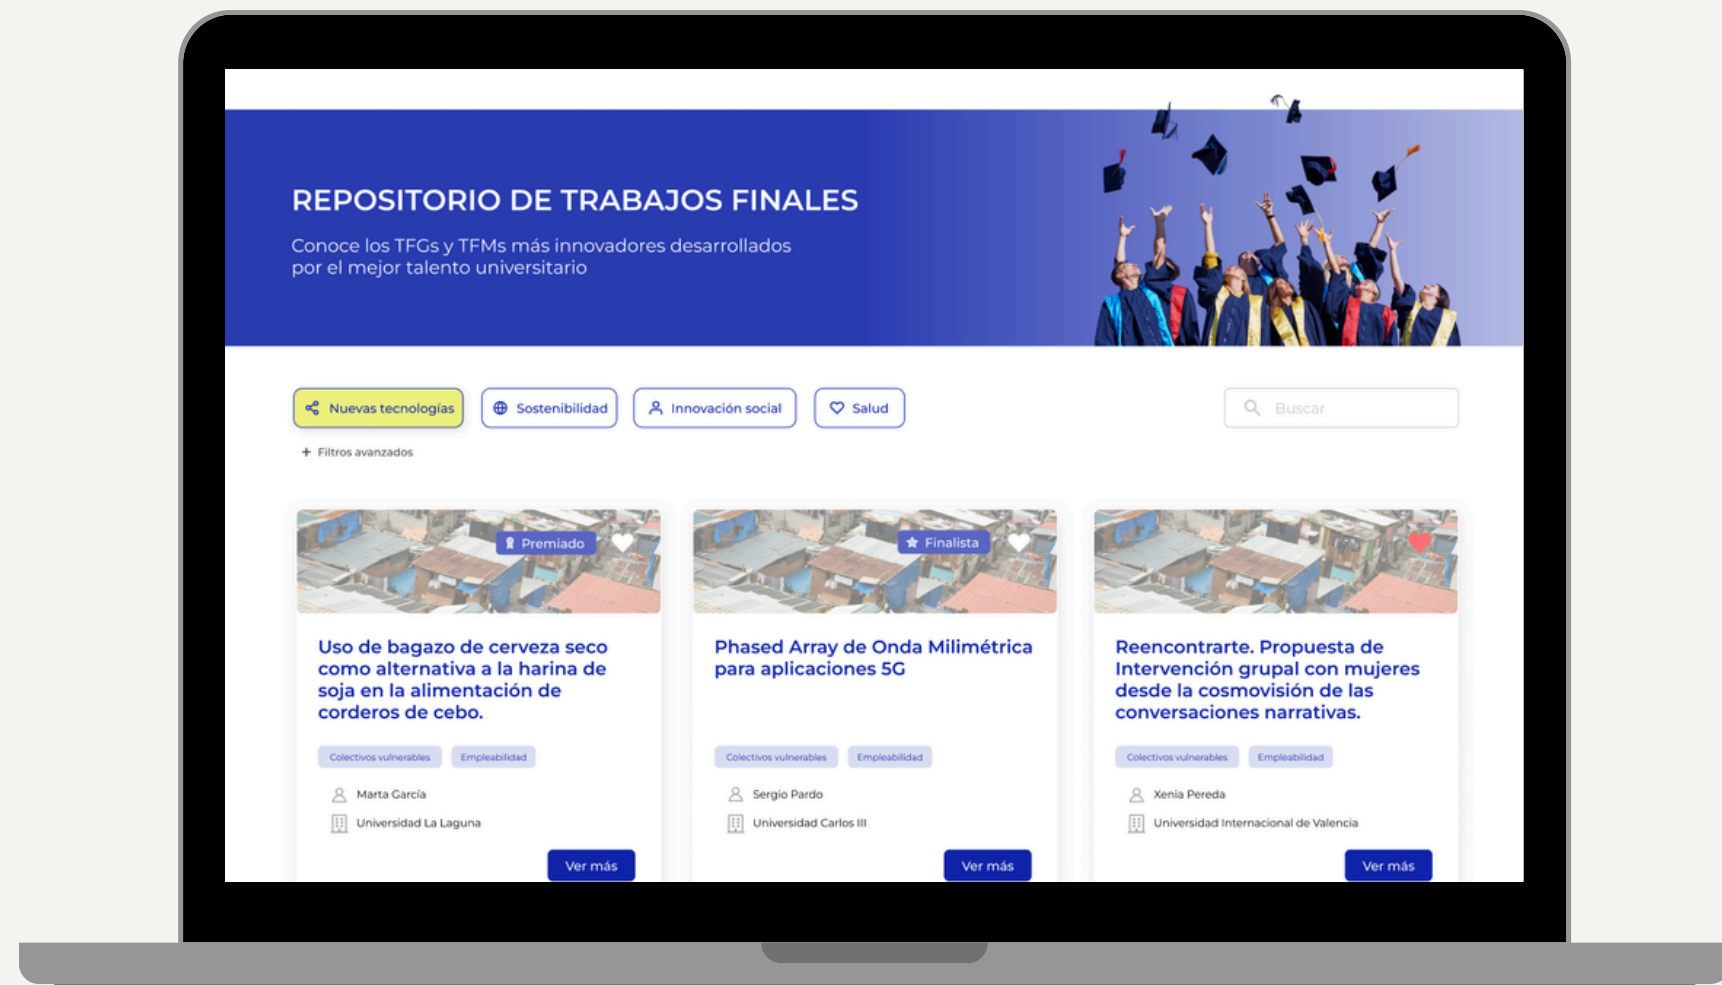 REPOSITORIO DE TRABAJOS FINALES
Conoce los TFGs y TFMs más innovadores desarrollados
por el mejor talento universitario
Nuevas tecnologías
Sostenibilidad
Innovación social
Salud
Buscar
+ Filtros avanzados
Premiado
Uso de bagazo de cerveza seco
como alternativa a la harina de
soja en la alimentación de
corderos de cebo.
Colectivos vulnerables
Empleabilidad
Marta García
Universidad La Laguna
Ver más
Finalista
Phased Array de Onda Milimétrica
para aplicaciones 5G
Colectivos vulnerables
Empleabilidad
Sergio Pardo
Universidad Carlos III
Ver más
Reencontrarte. Propuesta de
Intervención grupal con mujeres
desde la cosmovisión de las
conversaciones narrativas.
Colectivos vulnerables
Empleabilidad
Xenia Pereda
Universidad Internacional de Valencia
Ver más